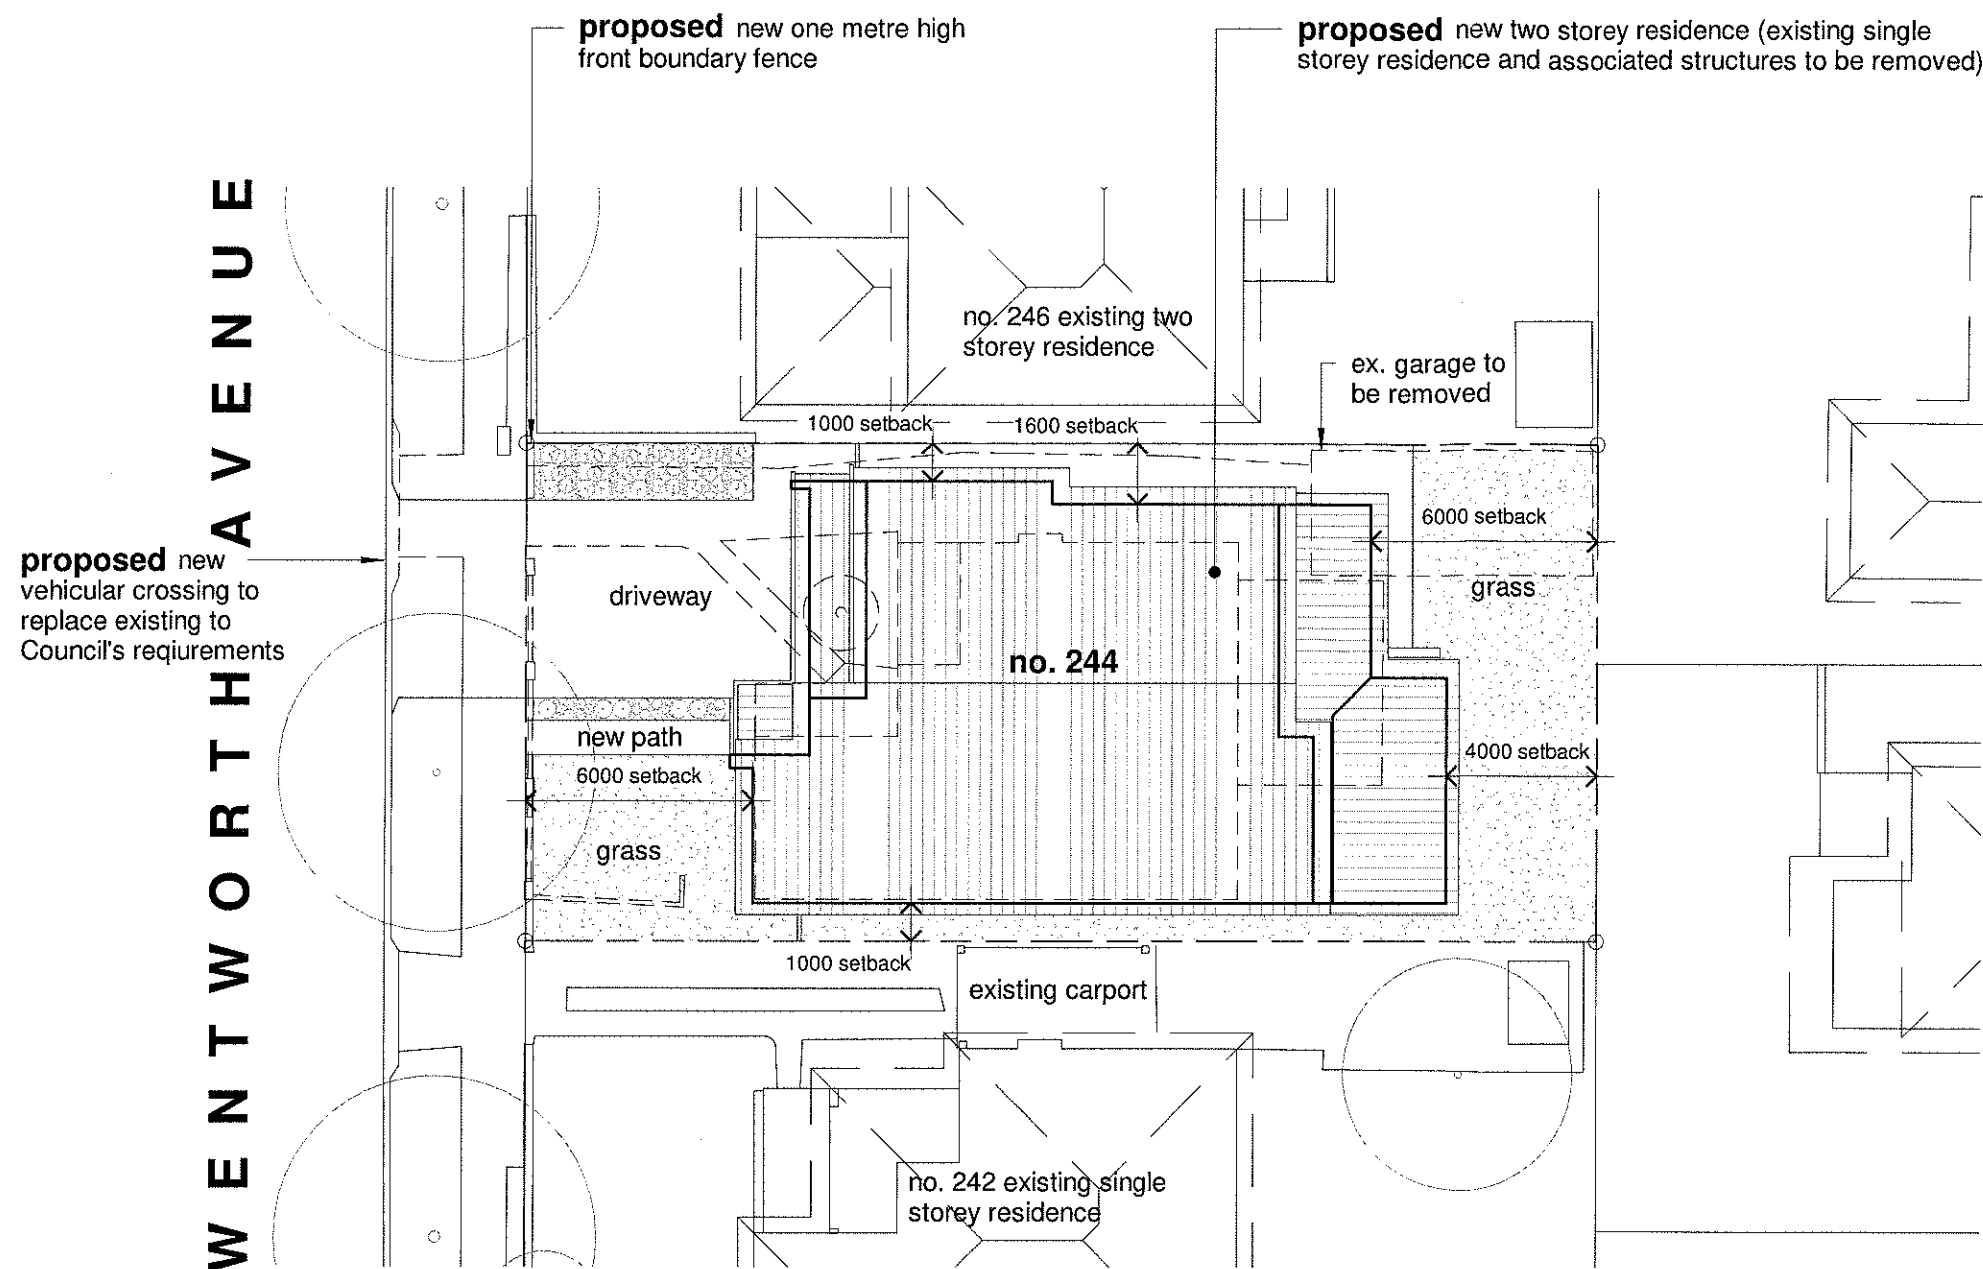 proposed new one metre high
front boundary fence
proposed new two storey residence (existing single
storey residence and associated structures to be removed)
WENTWORTH AVENUE
no. 246 existing two
storey residence
ex. garage to
be removed
1000 setback
1600 setback
6000 setback
proposed new
vehicular crossing to
replace existing to
Council's reqiurements
driveway
grass
no. 244
new path
6000 setback
4000 setback
grass
1000 setback
existing carport
no. 242 existing single
storey residence